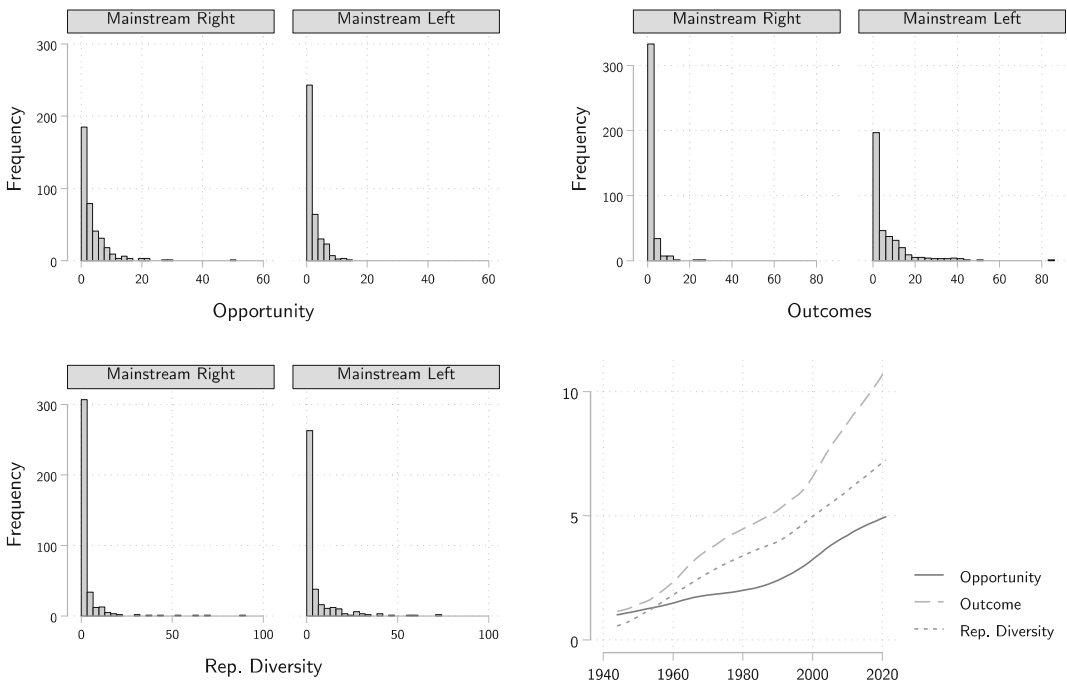 Mainstream Right Mainstream Left
Frequency
300
200
100
0
0 20 40 60 0 20 40 60
Opportunity
Mainstream Right Mainstream Left
Frequency
300
200
100
0
0 20 40 60 80 0 20 40 60 80
Outcomes
Mainstream Right Mainstream Left
Frequency
300
200
100
0
0 50 100 0 50 100
Rep. Diversity
10
5
0
1940 1960 1980 2000 2020
Opportunity
Outcome
Rep. Diversity